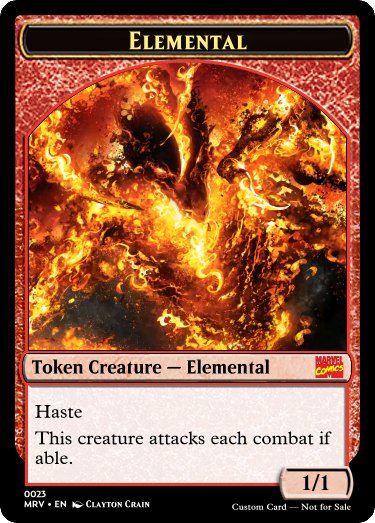 Elemental
Token Creature — Elemental
MARVEL
COMICS
Haste
This creature attacks each combat if
able.
1/1
0023
MRV • EN Clayton Crain
Custom Card — Not for Sale